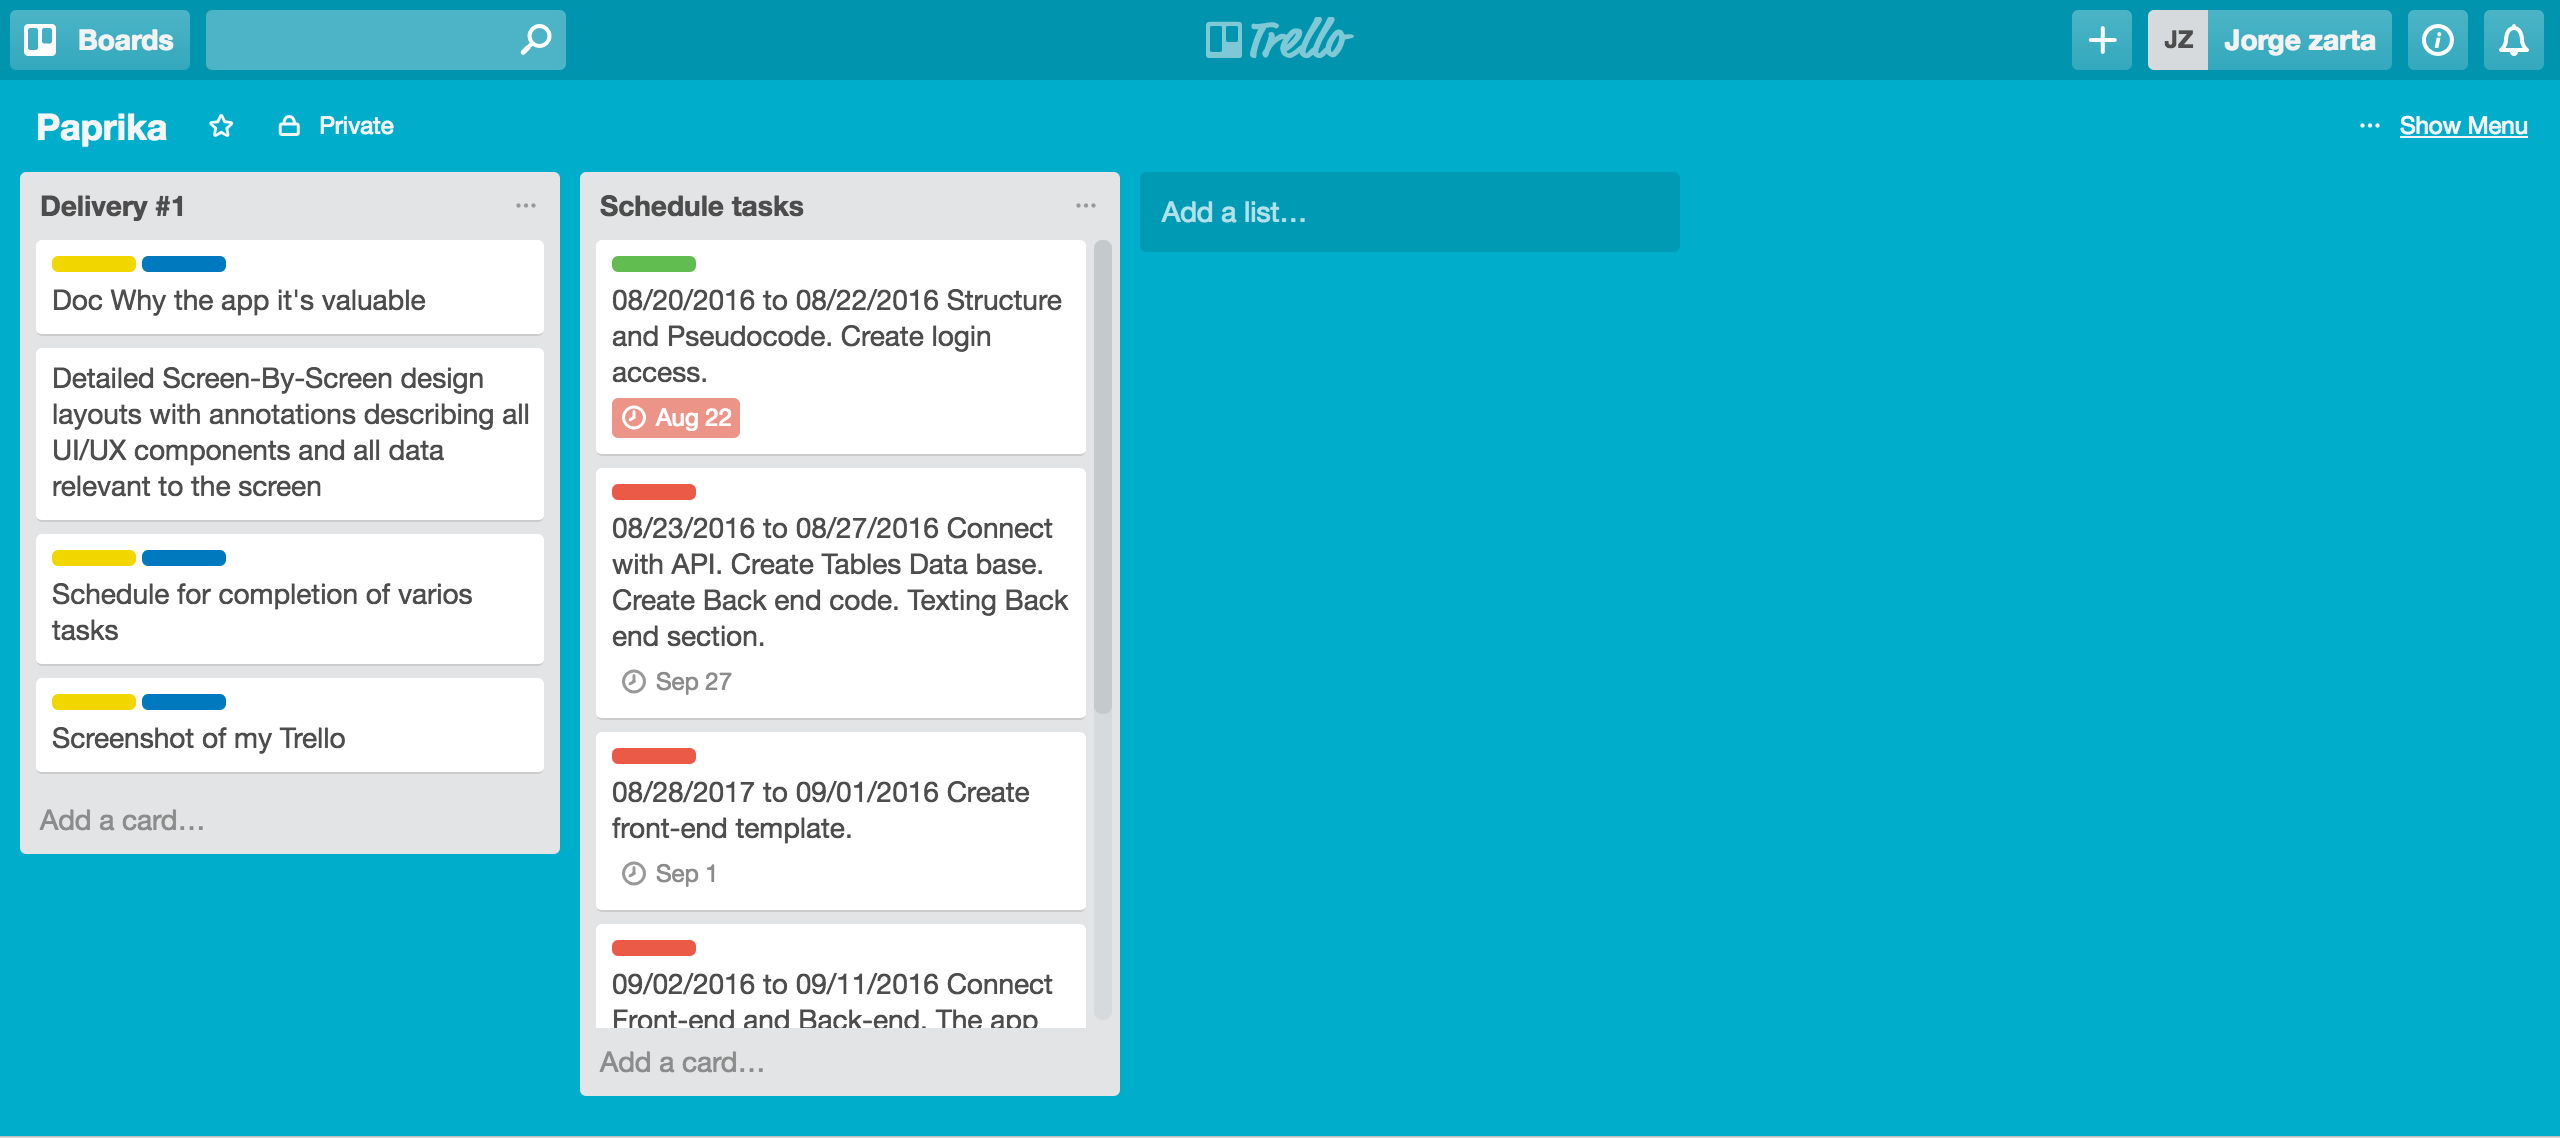 Boards
Trello
JZ Jorge zarta
Paprika
Private
... Show Menu
Delivery #1
Doc Why the app it's valuable
Detailed Screen-By-Screen design
layouts with annotations describing all
UI/UX components and all data
relevant to the screen
Schedule for completion of varios
tasks
Screenshot of my Trello
Add a card…
Schedule tasks
08/20/2016 to 08/22/2016 Structure
and Pseudocode. Create login
access.
Aug 22
08/23/2016 to 08/27/2016 Connect
with API. Create Tables Data base.
Create Back end code. Texting Back
end section.
Sep 27
08/28/2017 to 09/01/2016 Create
front-end template.
Sep 1
09/02/2016 to 09/11/2016 Connect
Front-end and Back-end. The app
Add a card…
Add a list…